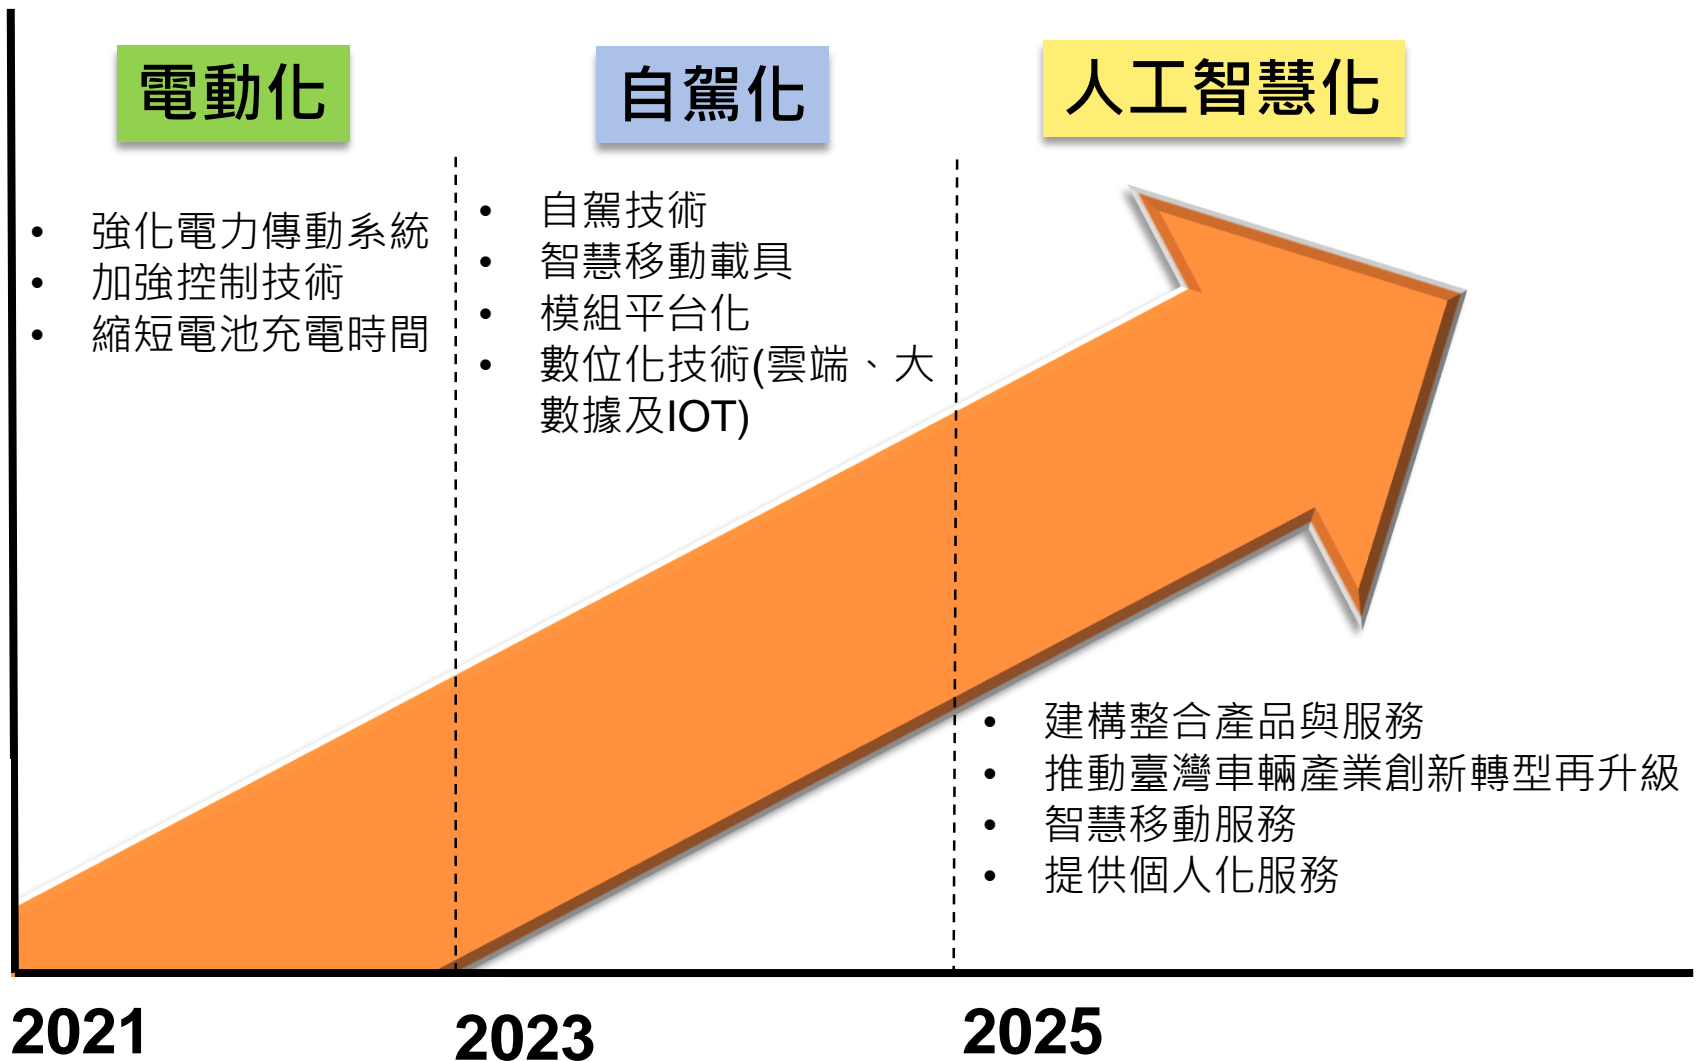 電動化
• 強化電力傳動系統
• 加強控制技術
• 縮短電池充電時間
自駕化
• 自駕技術
• 智慧移動載具
• 模組平台化
• 數位化技術(雲端、大
數據及IOT)
人工智慧化
• 建構整合產品與服務
• 推動臺灣車輛產業創新轉型再升級
• 智慧移動服務
• 提供個人化服務
2021
2023
2025